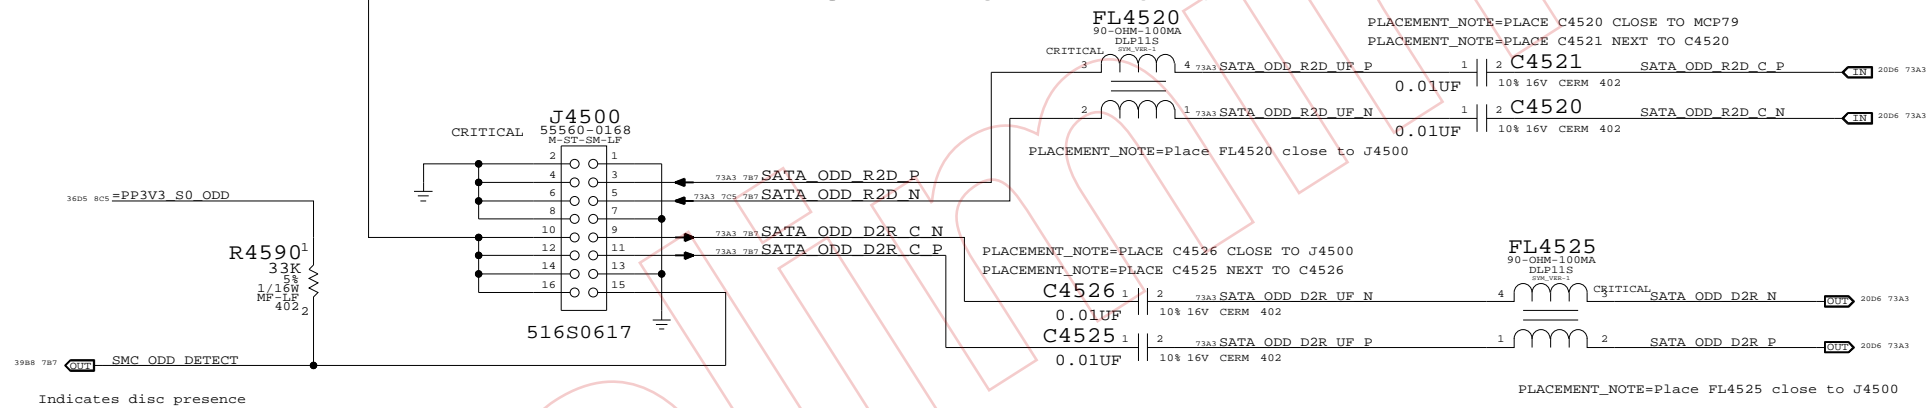 FL4520
90-OHM-100MA
DLP11S
SYM_VER-1
CRITICAL
3
4
73A3 SATA_ODD_R2D_UF_P
2
1
73A3 SATA_ODD_R2D_UF_N
PLACEMENT_NOTE=PLACE C4520 CLOSE TO MCP79
PLACEMENT_NOTE=PLACE C4521 NEXT TO C4520
1
2 C4521
0.01UF
10% 16V CERM 402
SATA_ODD_R2D_C_P
IN 20D6 73A3
1
2 C4520
0.01UF
10% 16V CERM 402
SATA_ODD_R2D_C_N
IN 20D6 73A3
PLACEMENT_NOTE=Place FL4520 close to J4500
J4500
CRITICAL 55560-0168
M-ST-SM-LF
2 1
4 3
6 5
8 7
10 9
12 11
14 13
16 15
516S0617
73A3 7B7 SATA_ODD_R2D_P
73A3 7C5 7B7 SATA_ODD_R2D_N
73A3 7B7 SATA_ODD_D2R_C_N
73A3 7B7 SATA_ODD_D2R_C_P
36D5 8C5 =PP3V3_S0_ODD
R4590 1
33K
5%
1/16W
MF-LF
402 2
39B8 7B7 OUT SMC_ODD_DETECT
Indicates disc presence
PLACEMENT_NOTE=PLACE C4526 CLOSE TO J4500
PLACEMENT_NOTE=PLACE C4525 NEXT TO C4526
C4526 1
2
73A3 SATA_ODD_D2R_UF_N
0.01UF
10% 16V CERM 402
C4525 1
2
73A3 SATA_ODD_D2R_UF_P
0.01UF
10% 16V CERM 402
FL4525
90-OHM-100MA
DLP11S
SYM_VER-1
CRITICAL
4
3
SATA_ODD_D2R_N
OUT 20D6 73A3
1
2
SATA_ODD_D2R_P
OUT 20D6 73A3
PLACEMENT_NOTE=Place FL4525 close to J4500